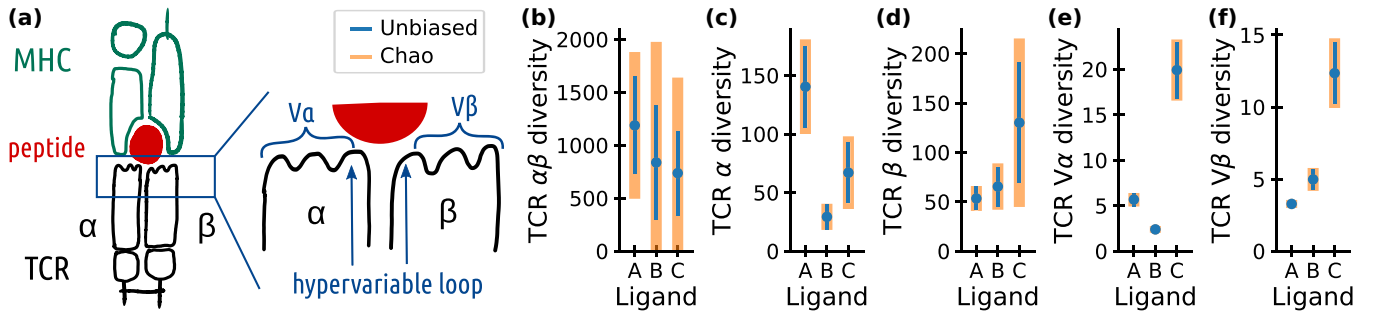 (a)
MHC
peptide
α
β
TCR
Unbiased
Chao
Vα
Vβ
α
β
hypervariable loop
(b)
TCR αβ diversity
2000
1500
1000
500
0
A B C
Ligand
(c)
TCR α diversity
150
100
50
0
A B C
Ligand
(d)
TCR β diversity
200
150
100
50
0
A B C
Ligand
(e)
TCR Vα diversity
20
15
10
5
0
A B C
Ligand
(f)
TCR Vβ diversity
15
10
5
0
A B C
Ligand